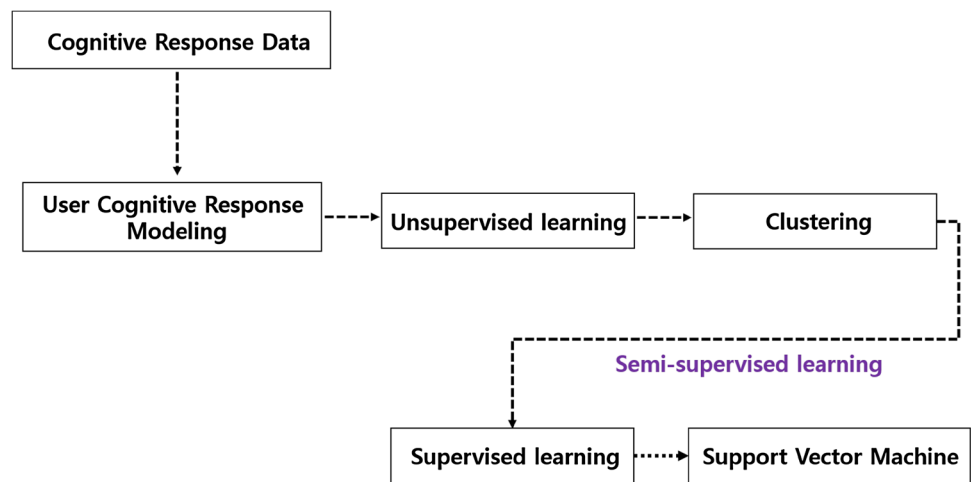 Cognitive Response Data
User Cognitive Response
Modeling
Unsupervised learning
Clustering
Semi-supervised learning
Supervised learning
Support Vector Machine